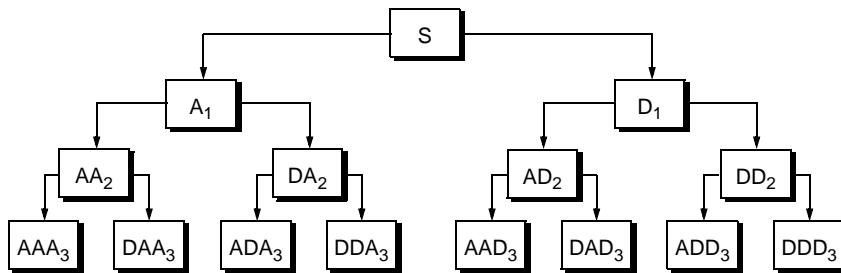 S
A₁ D₁
AA₂ DA₂ AD₂ DD₂
AAA₃ DAA₃ ADA₃ DDA₃ AAD₃ DAD₃ ADD₃ DDD₃